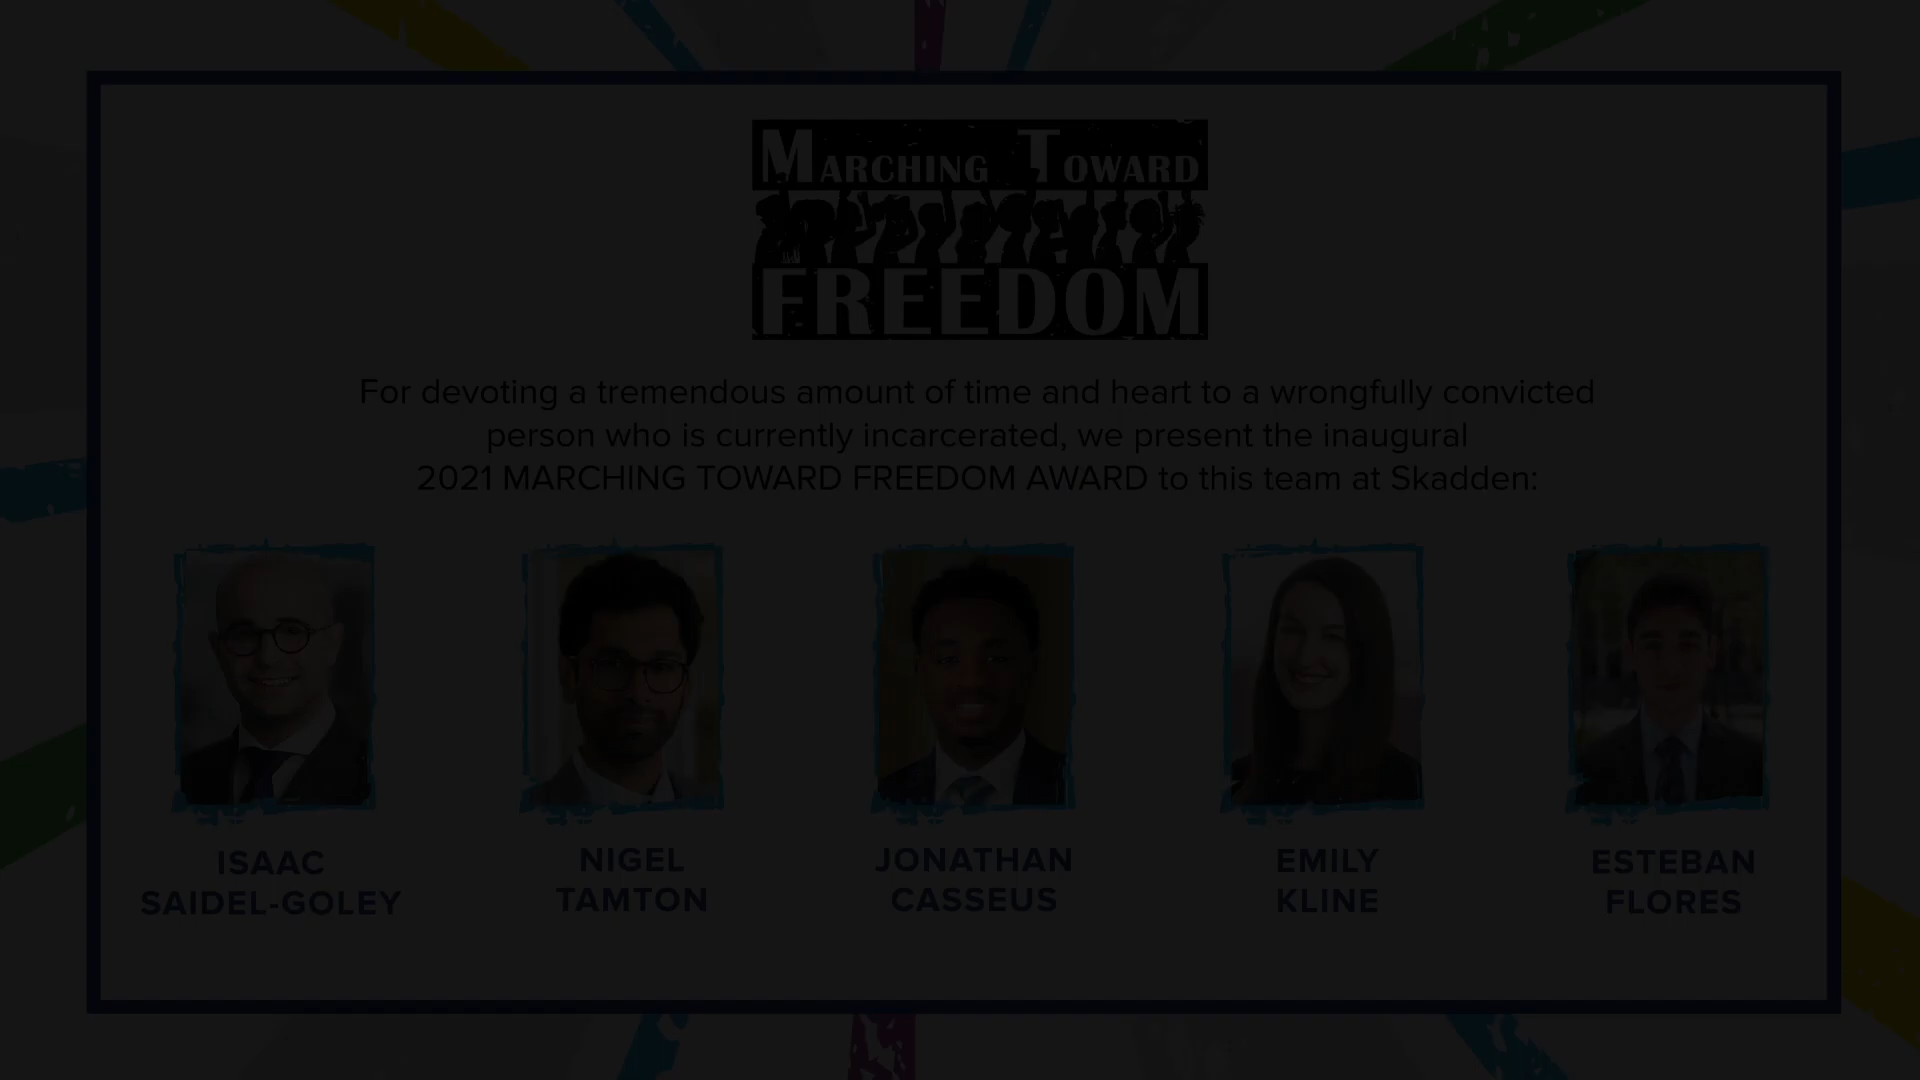 MARCHING TOWARD
FREEDOM
For devoting a tremendous amount of time and heart to a wrongfully convicted
person who is currently incarcerated, we present the inaugural
2021 MARCHING TOWARD FREEDOM AWARD to this team at Skadden:
ISAAC
SAIDEL-GOLEY
NIGEL
TAMTON
JONATHAN
CASSEUS
EMILY
KLINE
ESTEBAN
FLORES